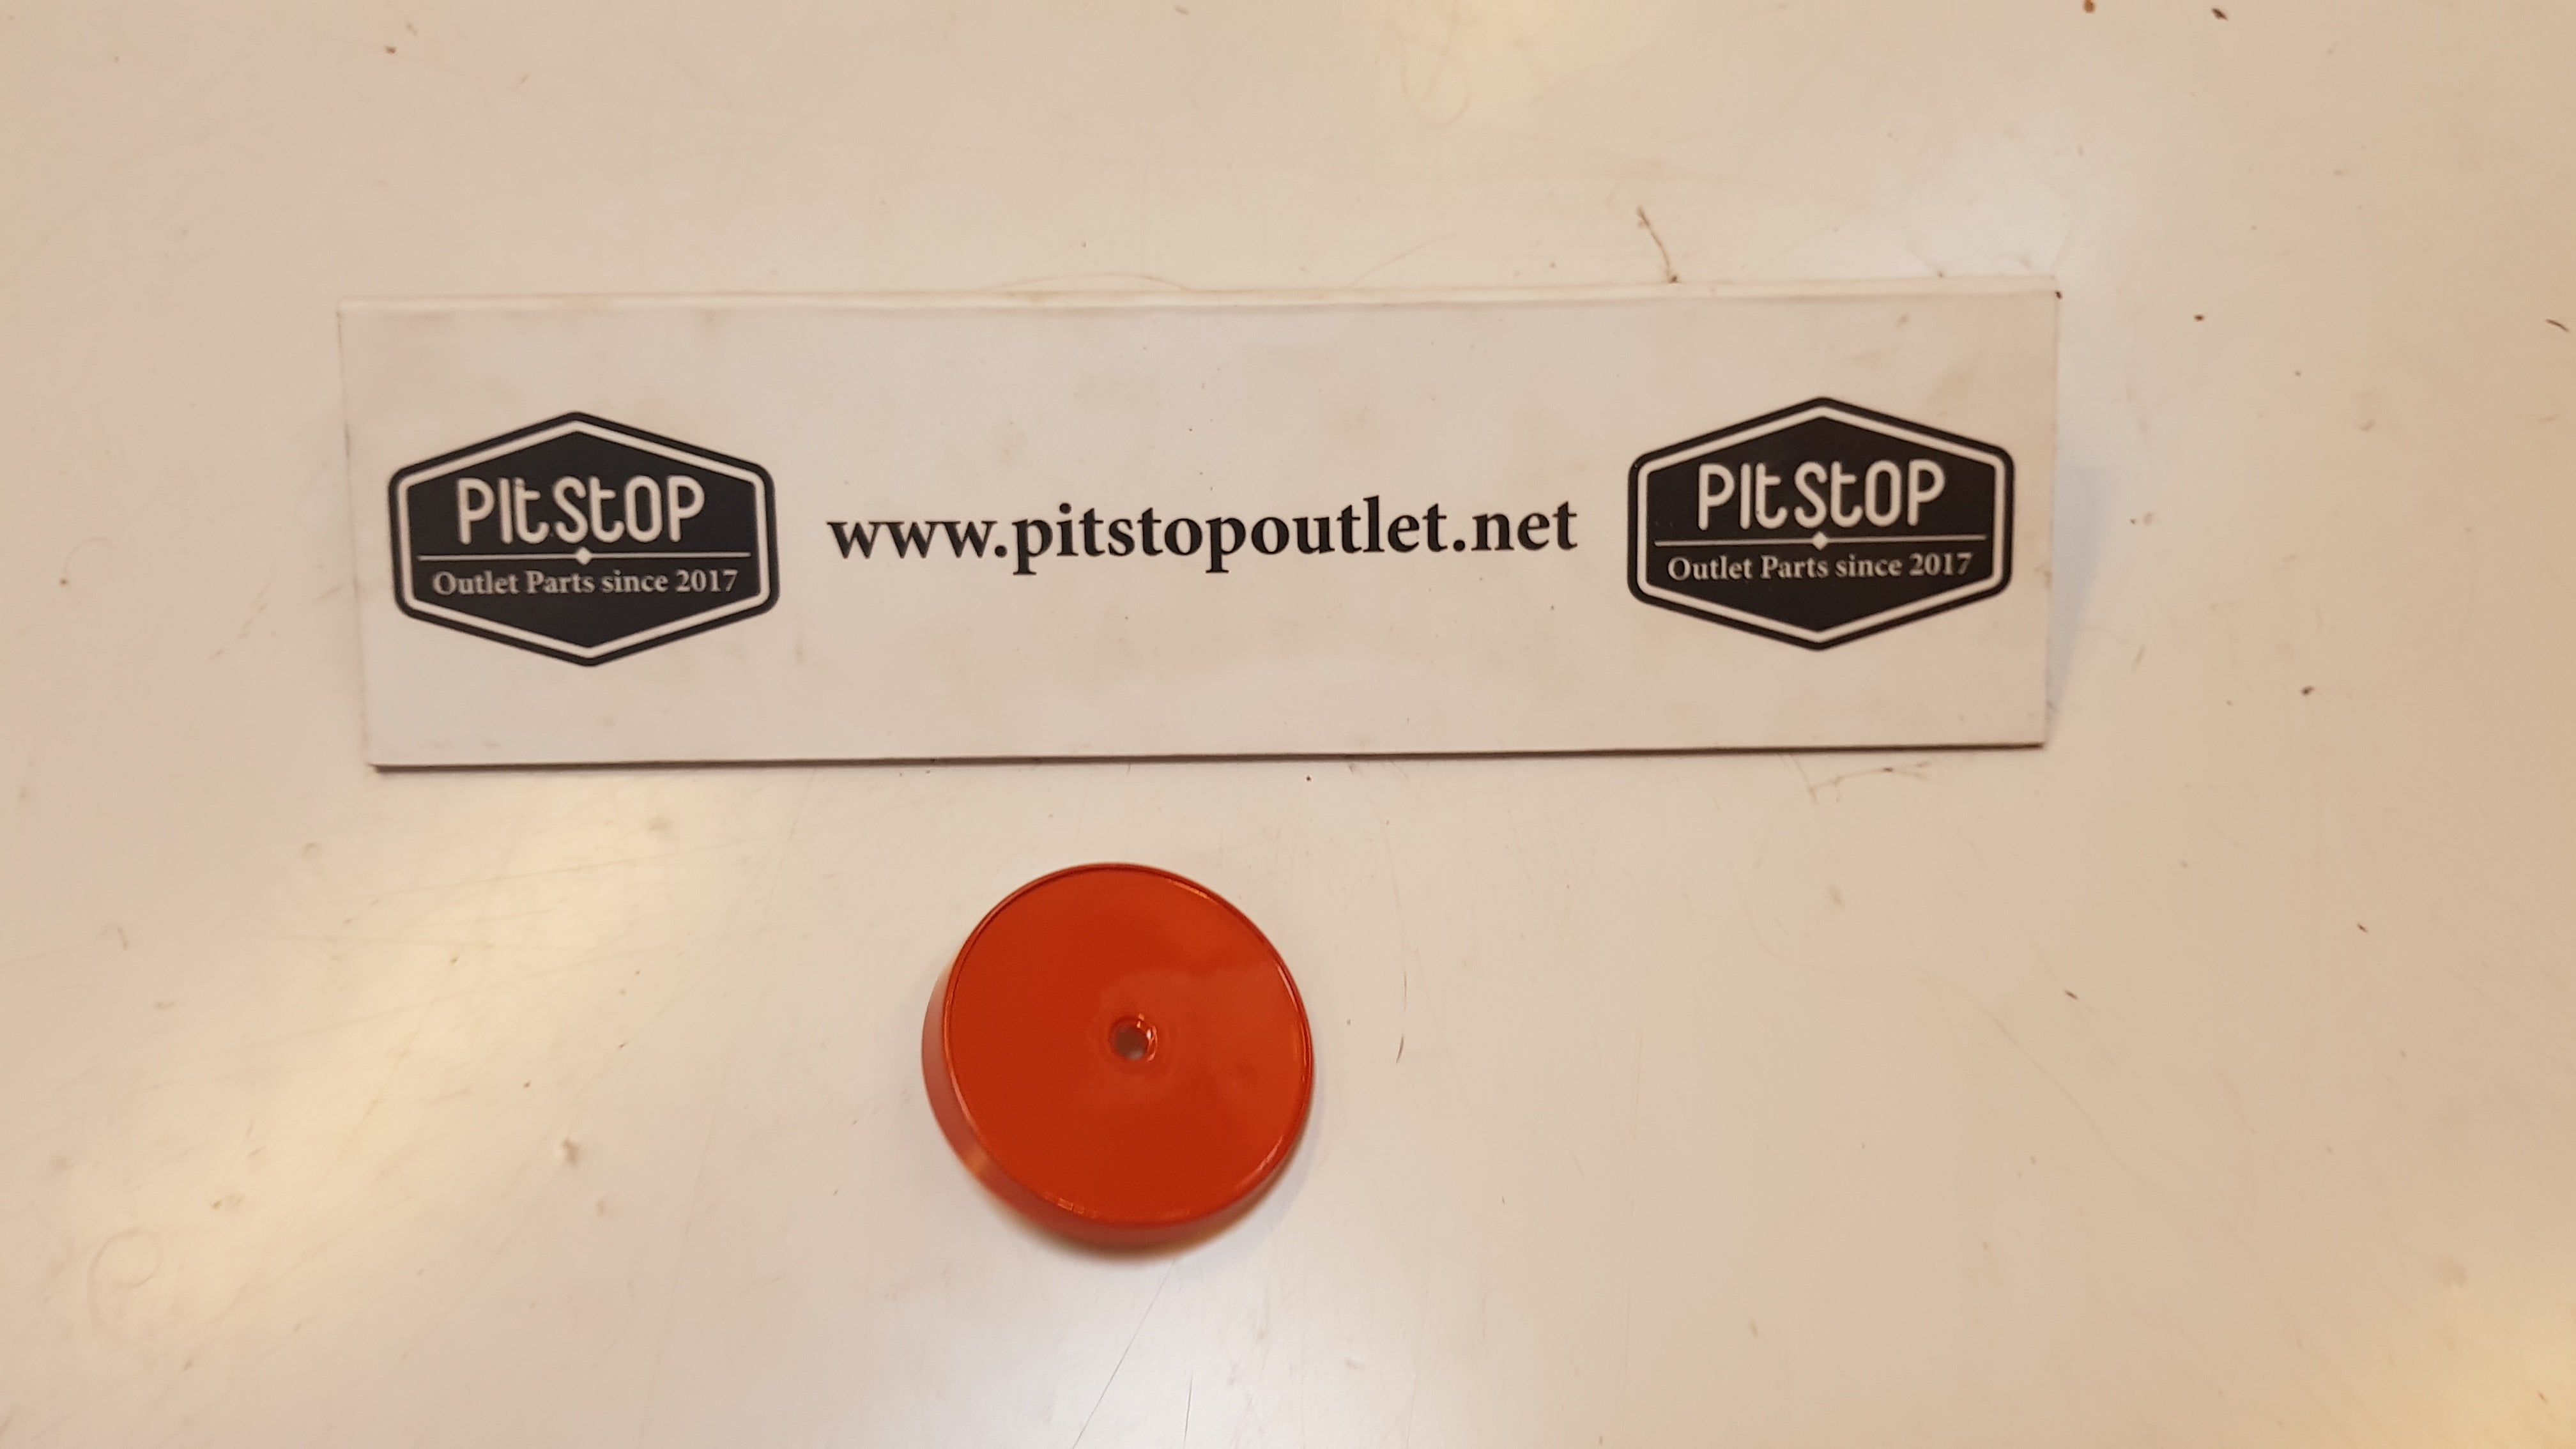 PITSTOP
Outlet Parts since 2017
www.pitstopoutlet.net
PITSTOP
Outlet Parts since 2017